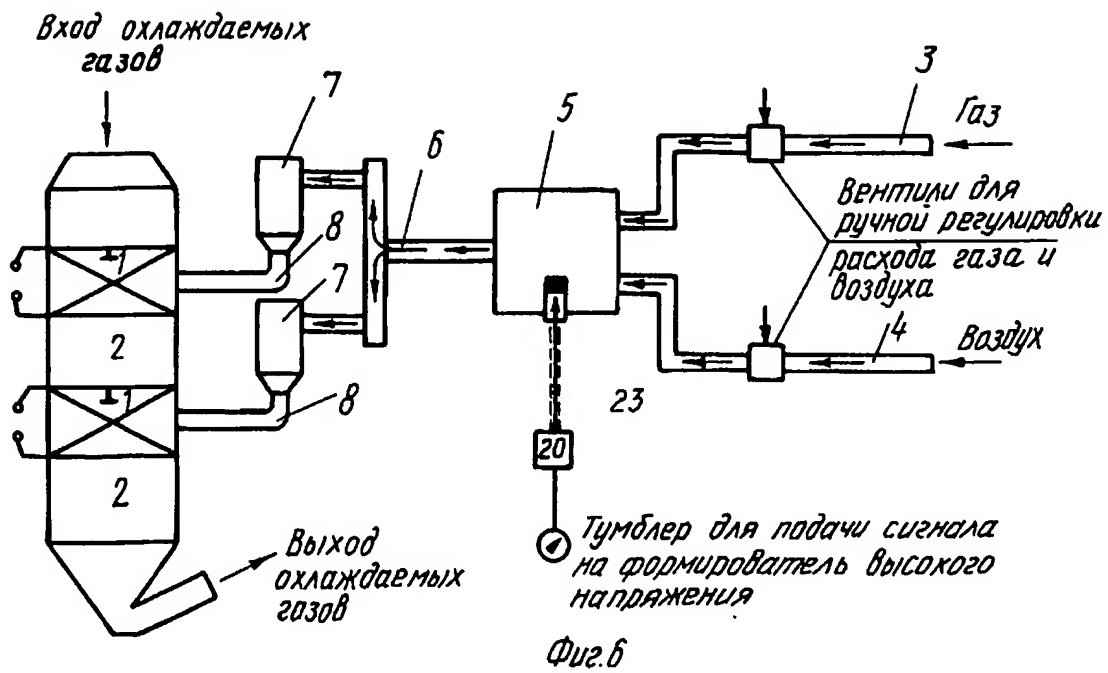 Вход охлаждаемых
газов
7
8
7
8
6
5
3
Газ
Вентили для
ручной регулировки
расхода газа и
воздуха
4
Воздух
1
2
1
2
23
20
Тумблер для подачи сигнала
на формирователь высокого
напряжения
Выход
охлаждаемых
газов
Фиг.6